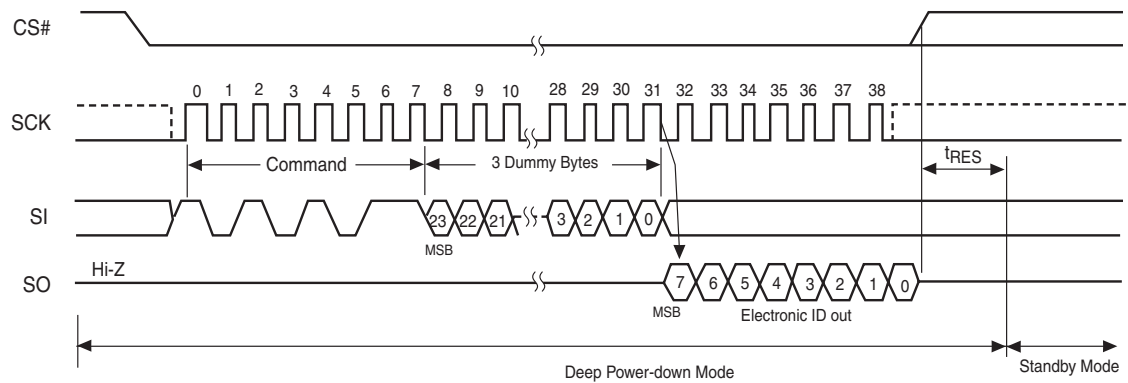 CS#
0 1 2 3 4 5 6 7 8 9 10 28 29 30 31 32 33 34 35 36 37 38
SCK
tRES
Command 3 Dummy Bytes
SI
23 22 21 3 2 1 0
MSB
Hi-Z
SO
7 6 5 4 3 2 1 0
MSB Electronic ID out
Deep Power-down Mode Standby Mode